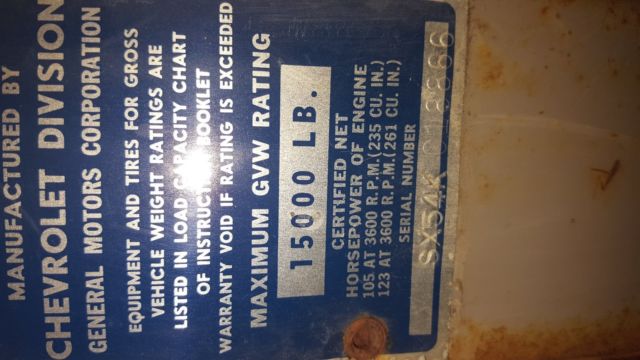 MANUFACTURED BY
CHEVROLET DIVISION
GENERAL MOTORS CORPORATION
EQUIPMENT AND TIRES FOR GROSS
VEHICLE WEIGHT RATINGS ARE
LISTED IN LOAD CAPACITY CHART
OF INSTRUCTION BOOKLET
WARRANTY VOID IF RATING IS EXCEEDED
MAXIMUM GVW RATING
15000 LB.
CERTIFIED NET
HORSEPOWER OF ENGINE
105 AT 3600 R.P.M. (235 CU. IN.)
123 AT 3600 R.P.M. (261 CU. IN.)
SERIAL NUMBER